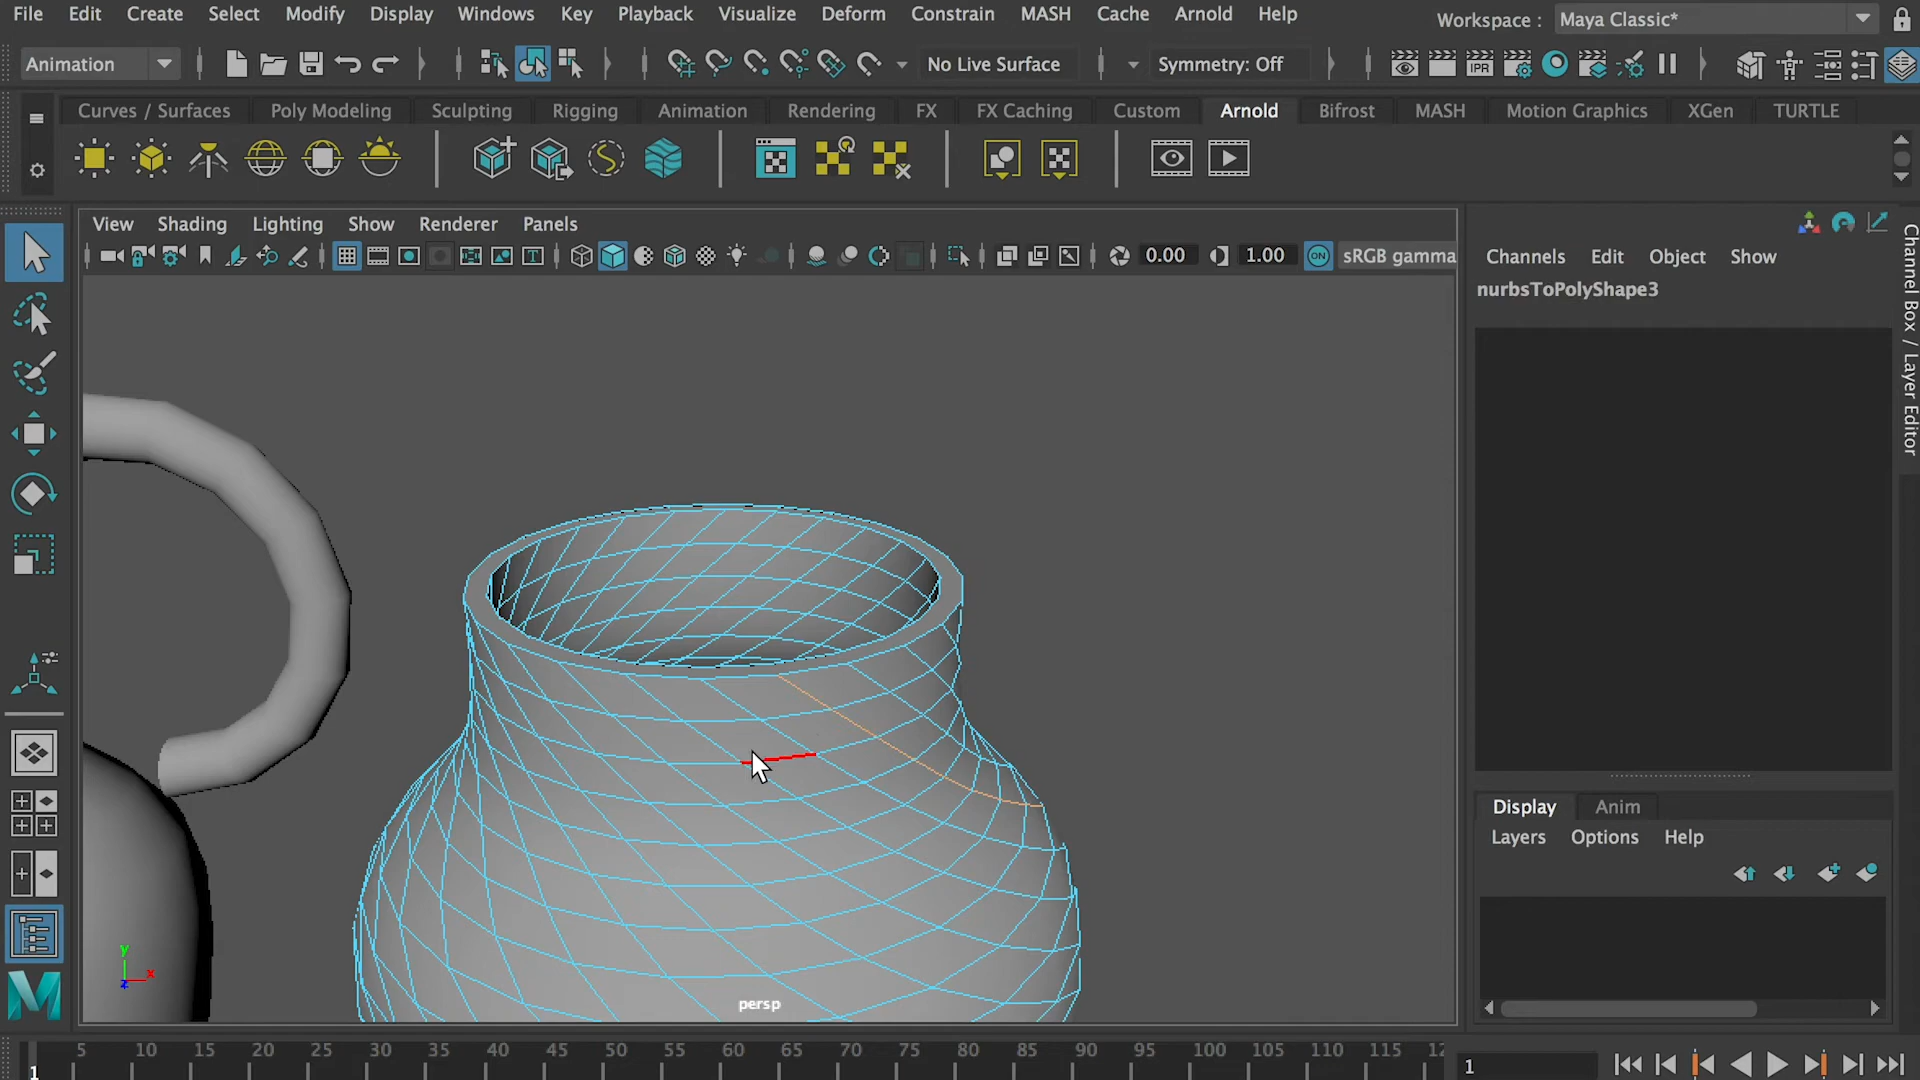 File Edit Create Select Modify Display Windows Key Playback Visualize Deform Constrain MASH Cache Arnold Help Workspace : Maya Classic*
Animation No Live Surface Symmetry: Off IPR
Curves / Surfaces Poly Modeling Sculpting Rigging Animation Rendering FX FX Caching Custom Arnold Bifrost MASH Motion Graphics XGen TURTLE
View Shading Lighting Show Renderer Panels
0.00 1.00 ON sRGB gamma
Channels Edit Object Show
nurbsToPolyShape3
Channel Box / Layer Editor
Display Anim
Layers Options Help
y
x
z
persp
5 10 15 20 25 30 35 40 45 50 55 60 65 70 75 80 85 90 95 100 105 110 115 12
1 1